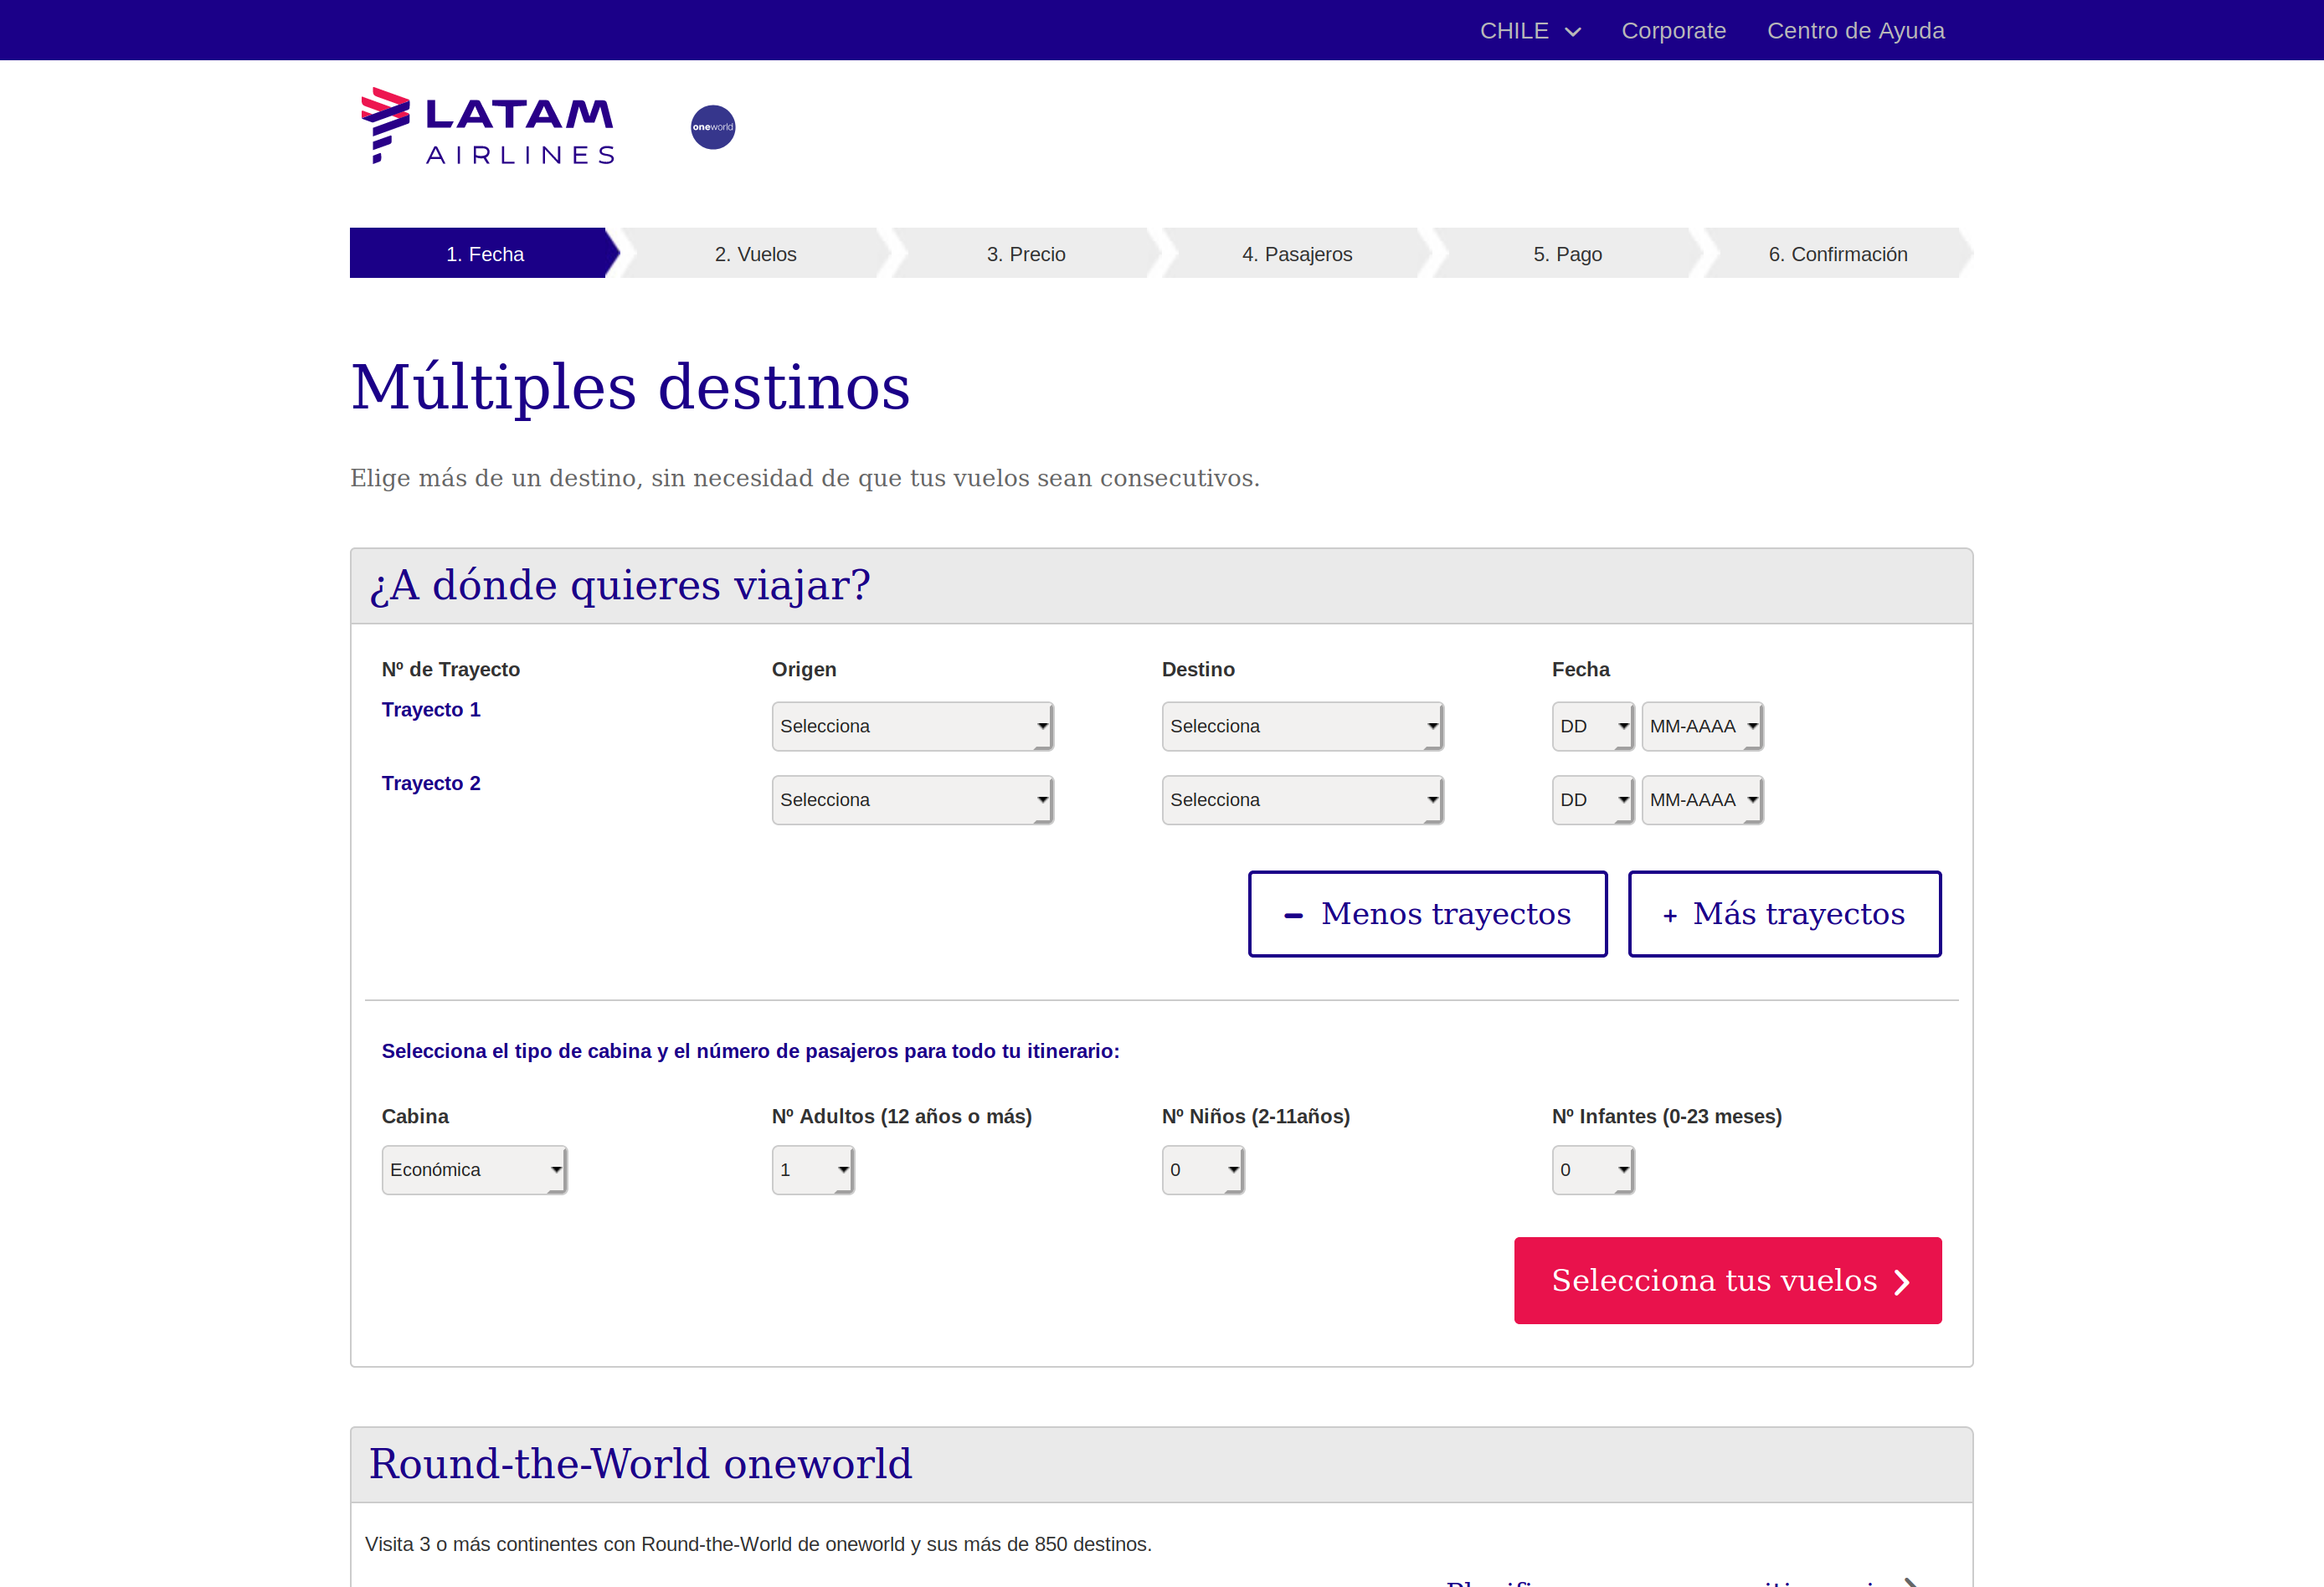 CHILE Corporate Centro de Ayuda
LATAM
AIRLINES
oneworld
1. Fecha 2. Vuelos 3. Precio 4. Pasajeros 5. Pago 6. Confirmación
Múltiples destinos
Elige más de un destino, sin necesidad de que tus vuelos sean consecutivos.
¿A dónde quieres viajar?
Nº de Trayecto Origen Destino Fecha
Trayecto 1 Selecciona Selecciona DD MM-AAAA
Trayecto 2 Selecciona Selecciona DD MM-AAAA
Menos trayectos + Más trayectos
Selecciona el tipo de cabina y el número de pasajeros para todo tu itinerario:
Cabina Nº Adultos (12 años o más) Nº Niños (2-11años) Nº Infantes (0-23 meses)
Económica 1 0 0
Selecciona tus vuelos
Round-the-World oneworld
Visita 3 o más continentes con Round-the-World de oneworld y sus más de 850 destinos.